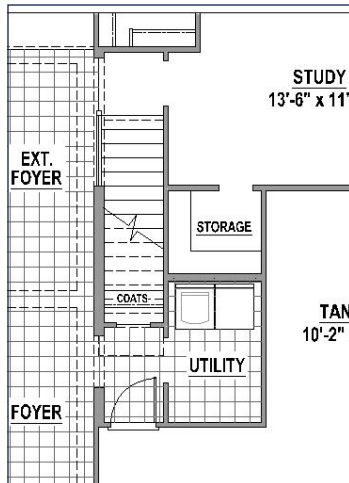 STUDY
13'-6" x 11'
EXT.
FOYER
STORAGE
COATS
TAN
10'-2"
UTILITY
FOYER